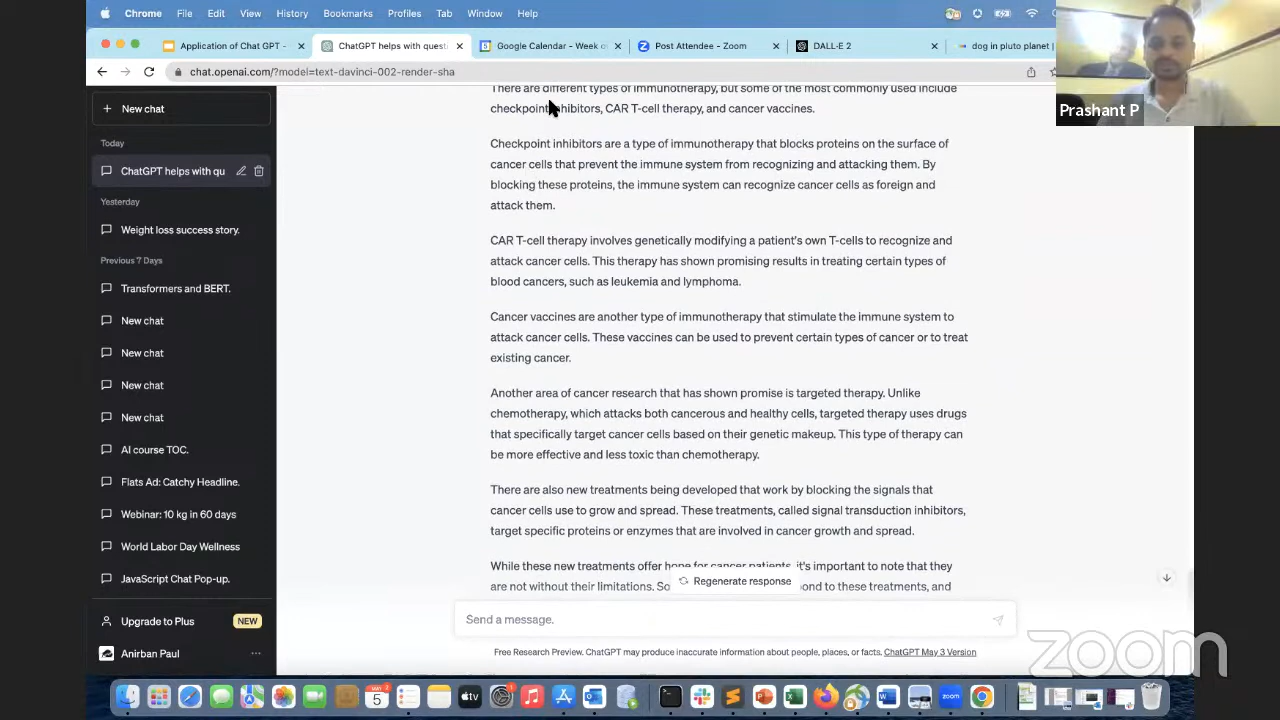 Chrome File Edit View History Bookmarks Profiles Tab Window Help
Application of Chat GPT -
ChatGPT helps with quest
Google Calendar - Week o
Post Attendee - Zoom
DALL·E 2
dog in pluto planet
chat.openai.com/?model=text-davinci-002-render-sha
Prashant P
New chat
Today
ChatGPT helps with qu
Yesterday
Weight loss success story.
Previous 7 Days
Transformers and BERT.
New chat
New chat
New chat
New chat
AI course TOC.
Flats Ad: Catchy Headline.
Webinar: 10 kg in 60 days
World Labor Day Wellness
JavaScript Chat Pop-up.
Upgrade to Plus NEW
Anirban Paul
There are different types of immunotherapy, but some of the most commonly used include
checkpoint inhibitors, CAR T-cell therapy, and cancer vaccines.
Checkpoint inhibitors are a type of immunotherapy that blocks proteins on the surface of
cancer cells that prevent the immune system from recognizing and attacking them. By
blocking these proteins, the immune system can recognize cancer cells as foreign and
attack them.
CAR T-cell therapy involves genetically modifying a patient's own T-cells to recognize and
attack cancer cells. This therapy has shown promising results in treating certain types of
blood cancers, such as leukemia and lymphoma.
Cancer vaccines are another type of immunotherapy that stimulate the immune system to
attack cancer cells. These vaccines can be used to prevent certain types of cancer or to treat
existing cancer.
Another area of cancer research that has shown promise is targeted therapy. Unlike
chemotherapy, which attacks both cancerous and healthy cells, targeted therapy uses drugs
that specifically target cancer cells based on their genetic makeup. This type of therapy can
be more effective and less toxic than chemotherapy.
There are also new treatments being developed that work by blocking the signals that
cancer cells use to grow and spread. These treatments, called signal transduction inhibitors,
target specific proteins or enzymes that are involved in cancer growth and spread.
While these new treatments offer hope for cancer patients, it's important to note that they
are not without their limitations. So ond to these treatments, and
Regenerate response
Send a message.
Free Research Preview. ChatGPT may produce inaccurate information about people, places, or facts. ChatGPT May 3 Version
zoom
5
tv
zoom